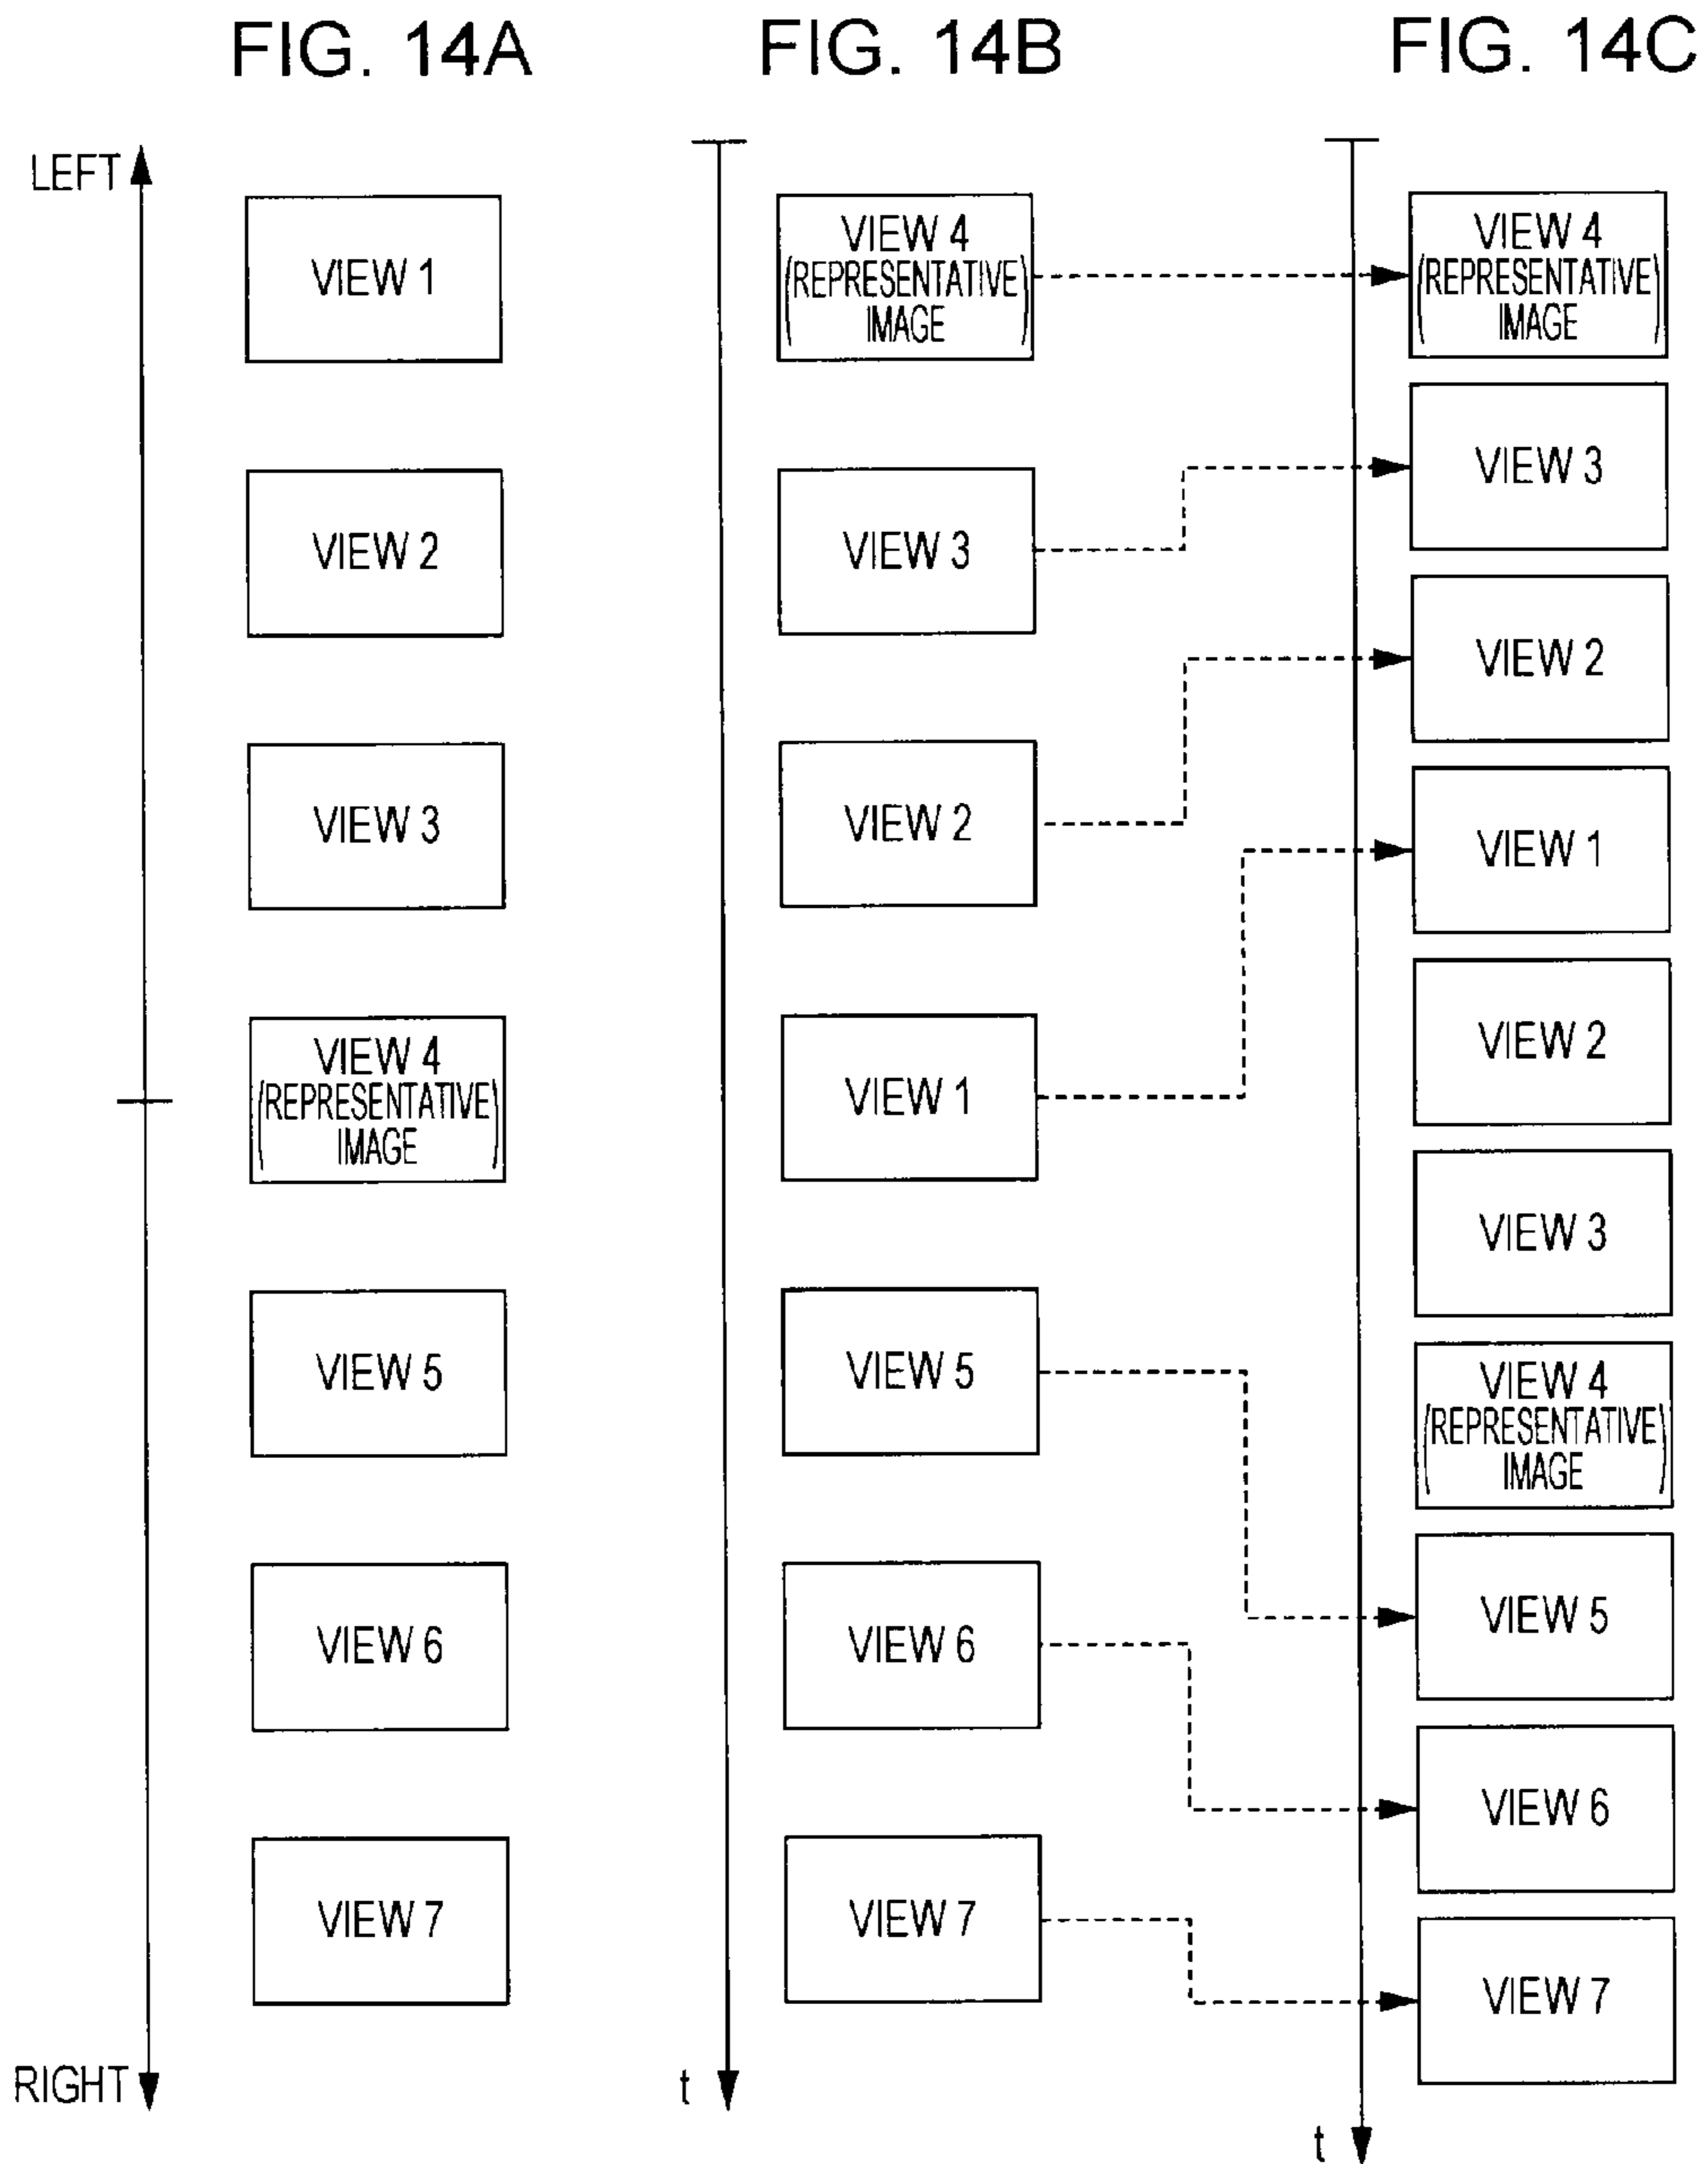 FIG. 14A
LEFT
VIEW 1
VIEW 2
VIEW 3
VIEW 4
(REPRESENTATIVE
IMAGE)
VIEW 5
VIEW 6
VIEW 7
RIGHT
FIG. 14B
VIEW 4
(REPRESENTATIVE
IMAGE)
VIEW 3
VIEW 2
VIEW 1
VIEW 5
VIEW 6
VIEW 7
t
FIG. 14C
VIEW 4
(REPRESENTATIVE
IMAGE)
VIEW 3
VIEW 2
VIEW 1
VIEW 2
VIEW 3
VIEW 4
(REPRESENTATIVE
IMAGE)
VIEW 5
VIEW 6
VIEW 7
t